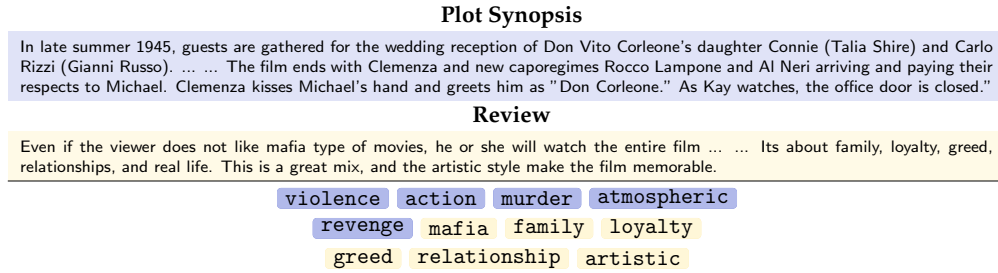 Plot Synopsis
In late summer 1945, guests are gathered for the wedding reception of Don Vito Corleone's daughter Connie (Talia Shire) and Carlo
Rizzi (Gianni Russo). ... ... The film ends with Clemenza and new caporegimes Rocco Lampone and Al Neri arriving and paying their
respects to Michael. Clemenza kisses Michael's hand and greets him as "Don Corleone." As Kay watches, the office door is closed."
Review
Even if the viewer does not like mafia type of movies, he or she will watch the entire film ... ... Its about family, loyalty, greed,
relationships, and real life. This is a great mix, and the artistic style make the film memorable.
violence action murder atmospheric
revenge mafia family loyalty
greed relationship artistic